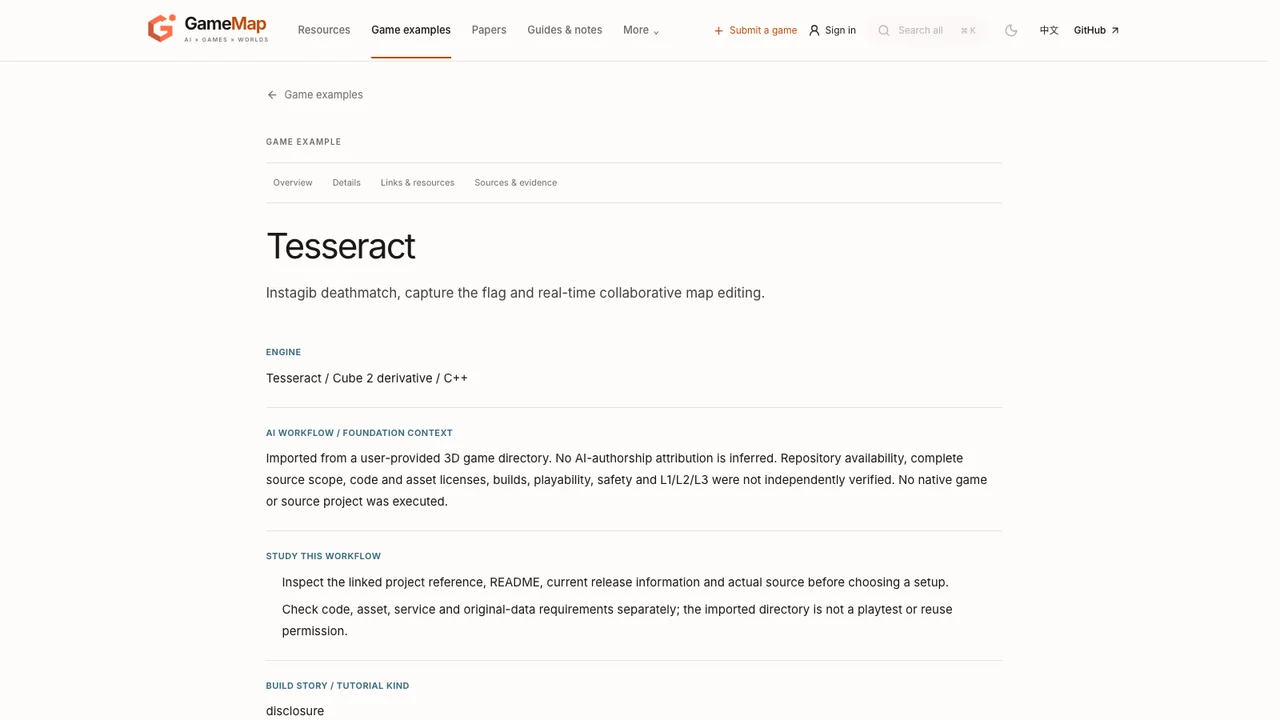 GameMap
AI × GAMES × WORLDS
Resources
Game examples
Papers
Guides & notes
More
+ Submit a game
Sign in
Search all
⌘ K
中文
GitHub ↗
← Game examples
GAME EXAMPLE
Overview
Details
Links & resources
Sources & evidence
Tesseract
Instagib deathmatch, capture the flag and real-time collaborative map editing.
ENGINE
Tesseract / Cube 2 derivative / C++
AI WORKFLOW / FOUNDATION CONTEXT
Imported from a user-provided 3D game directory. No AI-authorship attribution is inferred. Repository availability, complete
source scope, code and asset licenses, builds, playability, safety and L1/L2/L3 were not independently verified. No native game
or source project was executed.
STUDY THIS WORKFLOW
Inspect the linked project reference, README, current release information and actual source before choosing a setup.
Check code, asset, service and original-data requirements separately; the imported directory is not a playtest or reuse
permission.
BUILD STORY / TUTORIAL KIND
disclosure